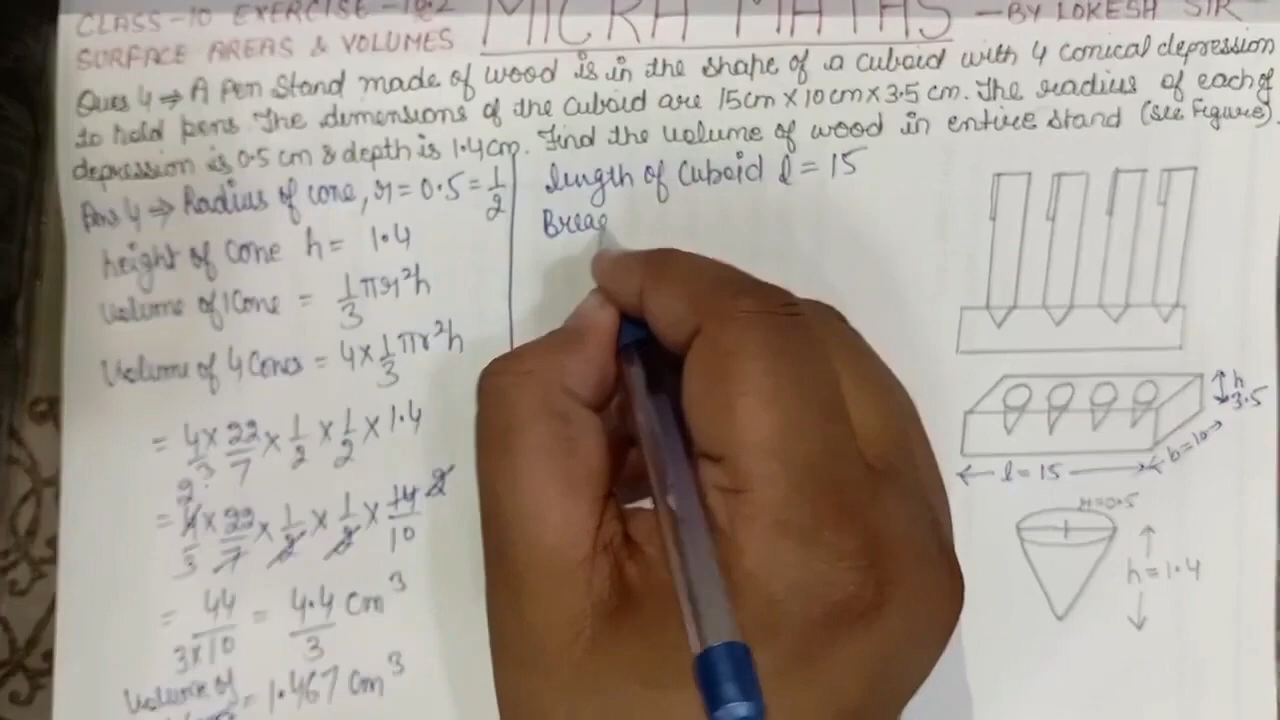 CLASS-10 EXERCISE-
MICRA MATHS -BY LOKESH SIR
SURFACE AREAS & VOLUMES
Ques 4 ⇒ A Pen Stand made of wood is in the shape of a cuboid with 4 conical depression
to hold pens. The dimensions of the cuboid are 15cm × 10cm × 3.5 cm. The radius of each of
depression is 0.5 cm & depth is 1.4 cm. Find the volume of wood in entire stand (see Figure).
Ans 4 ⇒ Radius of cone, r = 0.5 = 1/2
height of cone h = 1.4
Volume of 1 Cone = 1/3 πr²h
Volume of 4 Cones = 4 × 1/3 πr²h
= 4/3 × 22/7 × 1/2 × 1/2 × 1.4
= 4/3 × 22/7 × 1/2 × 1/2 × 14/10
2 2
= 44/3×10 = 4.4/3 cm³
Volume of
= 1.467 cm³
length of Cuboid l = 15
Brea
h
3.5
b=10
l = 15
r=0.5
h = 1.4